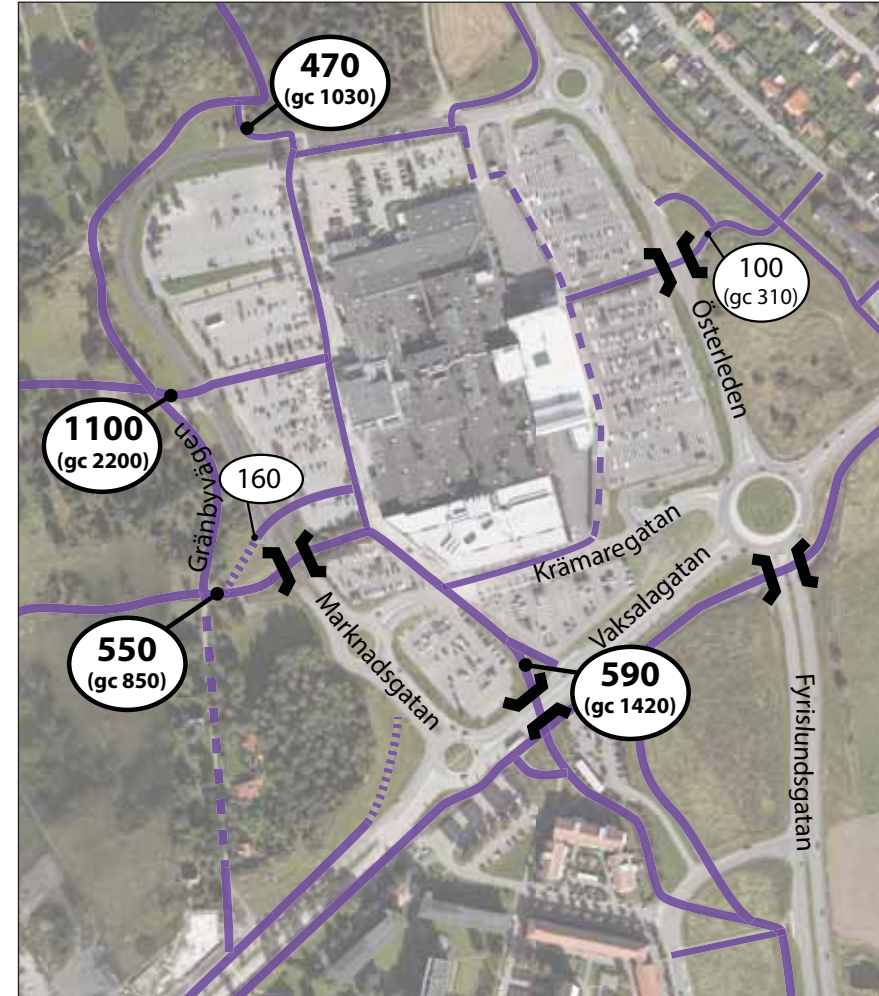 470
(gc 1030)
100
(gc 310)
Österleden
1100
(gc 2200)
Gränbyvägen
160
Krämaregatan
Vaksalagatan
Marknadsgatan
550
(gc 850)
590
(gc 1420)
Fyrislundsgatan